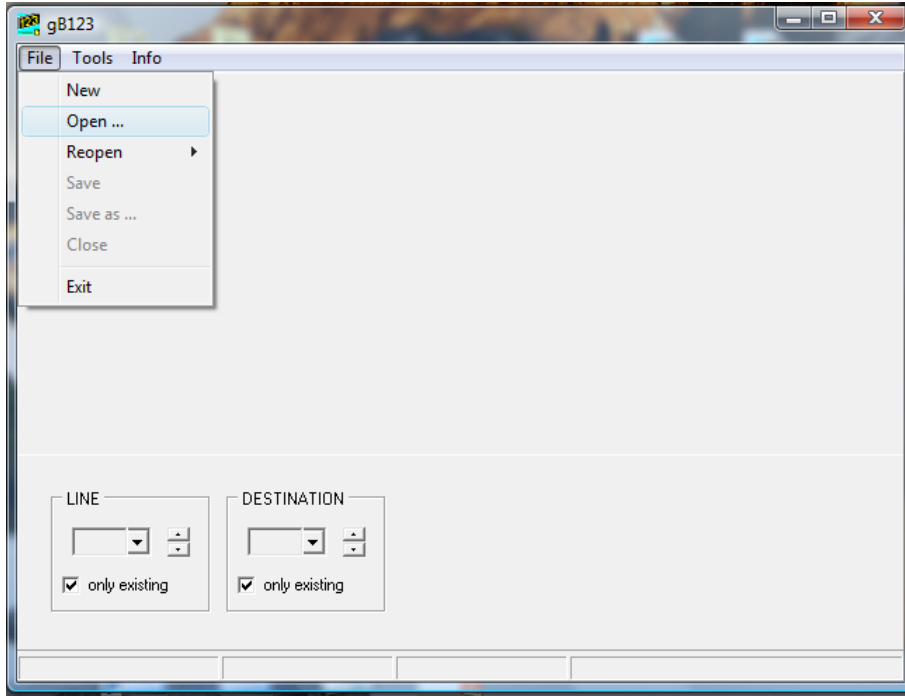 gB123
File Tools Info
New
Open ...
Reopen
Save
Save as ...
Close
Exit
LINE DESTINATION
only existing only existing